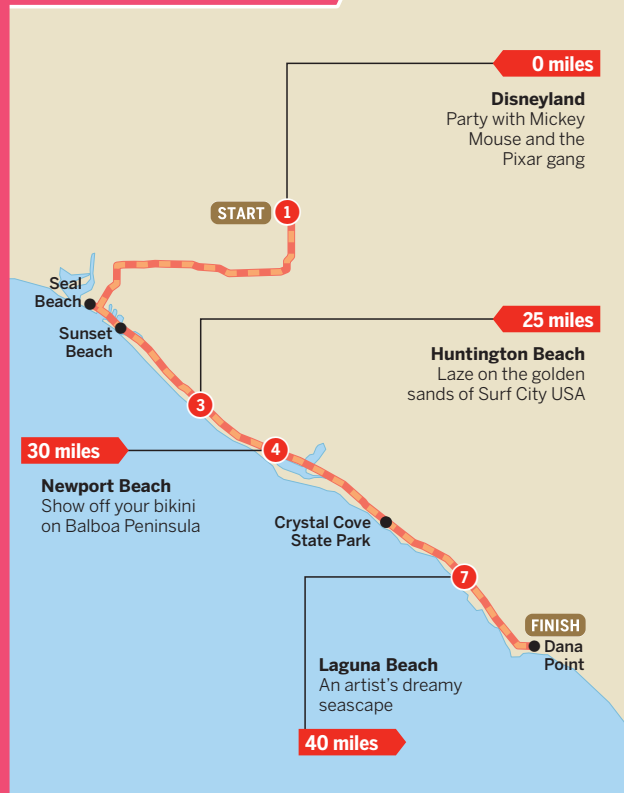 0 miles
Disneyland
Party with Mickey
Mouse and the
Pixar gang
START
1
Seal
Beach
Sunset
Beach
25 miles
Huntington Beach
Laze on the golden
sands of Surf City USA
3
4
30 miles
Newport Beach
Show off your bikini
on Balboa Peninsula
Crystal Cove
State Park
7
FINISH
Dana
Point
Laguna Beach
An artist's dreamy
seascape
40 miles